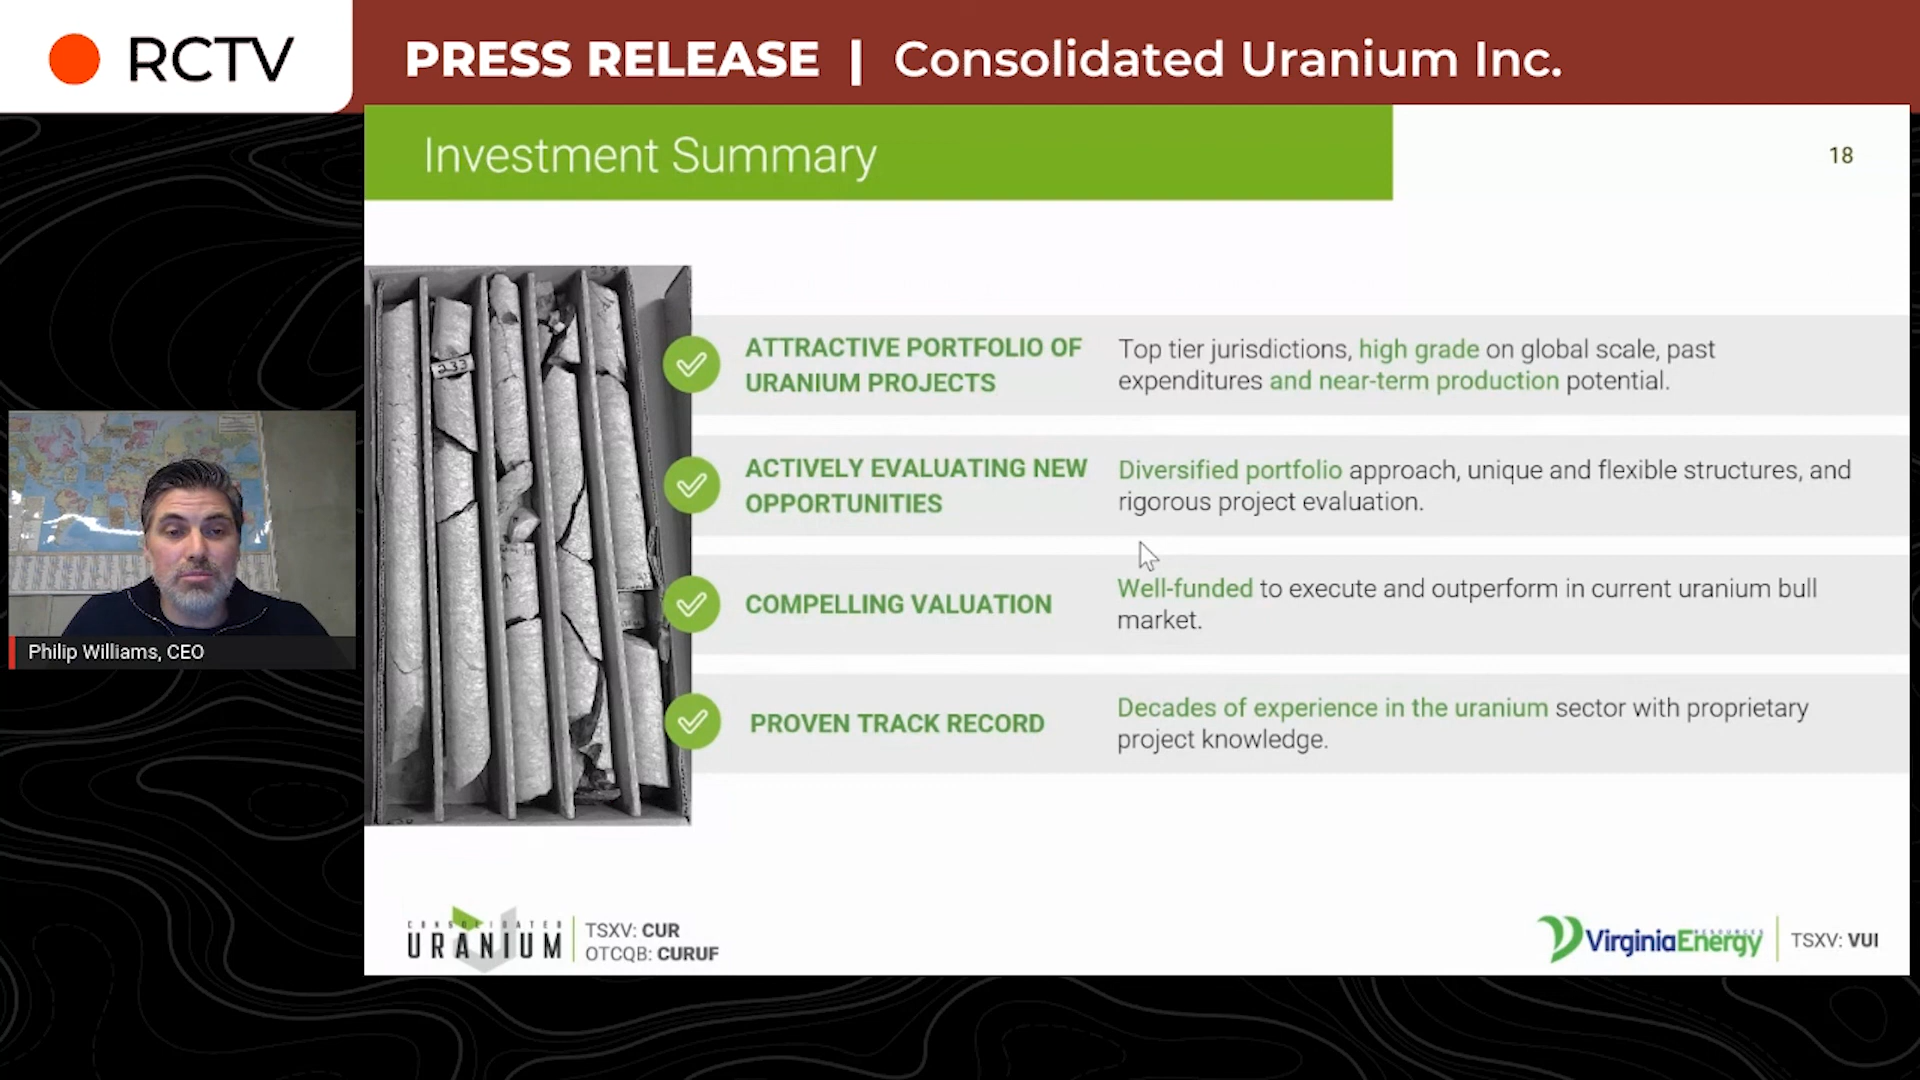 RCTV
PRESS RELEASE | Consolidated Uranium Inc.
Investment Summary
18
233
ATTRACTIVE PORTFOLIO OF
URANIUM PROJECTS
Top tier jurisdictions, high grade on global scale, past
expenditures and near-term production potential.
ACTIVELY EVALUATING NEW
OPPORTUNITIES
Diversified portfolio approach, unique and flexible structures, and
rigorous project evaluation.
COMPELLING VALUATION
Well-funded to execute and outperform in current uranium bull
market.
PROVEN TRACK RECORD
Decades of experience in the uranium sector with proprietary
project knowledge.
Philip Williams, CEO
CONSOLIDATED
URANIUM
TSXV: CUR
OTCQB: CURUF
VirginiaEnergy
RESOURCES
TSXV: VUI